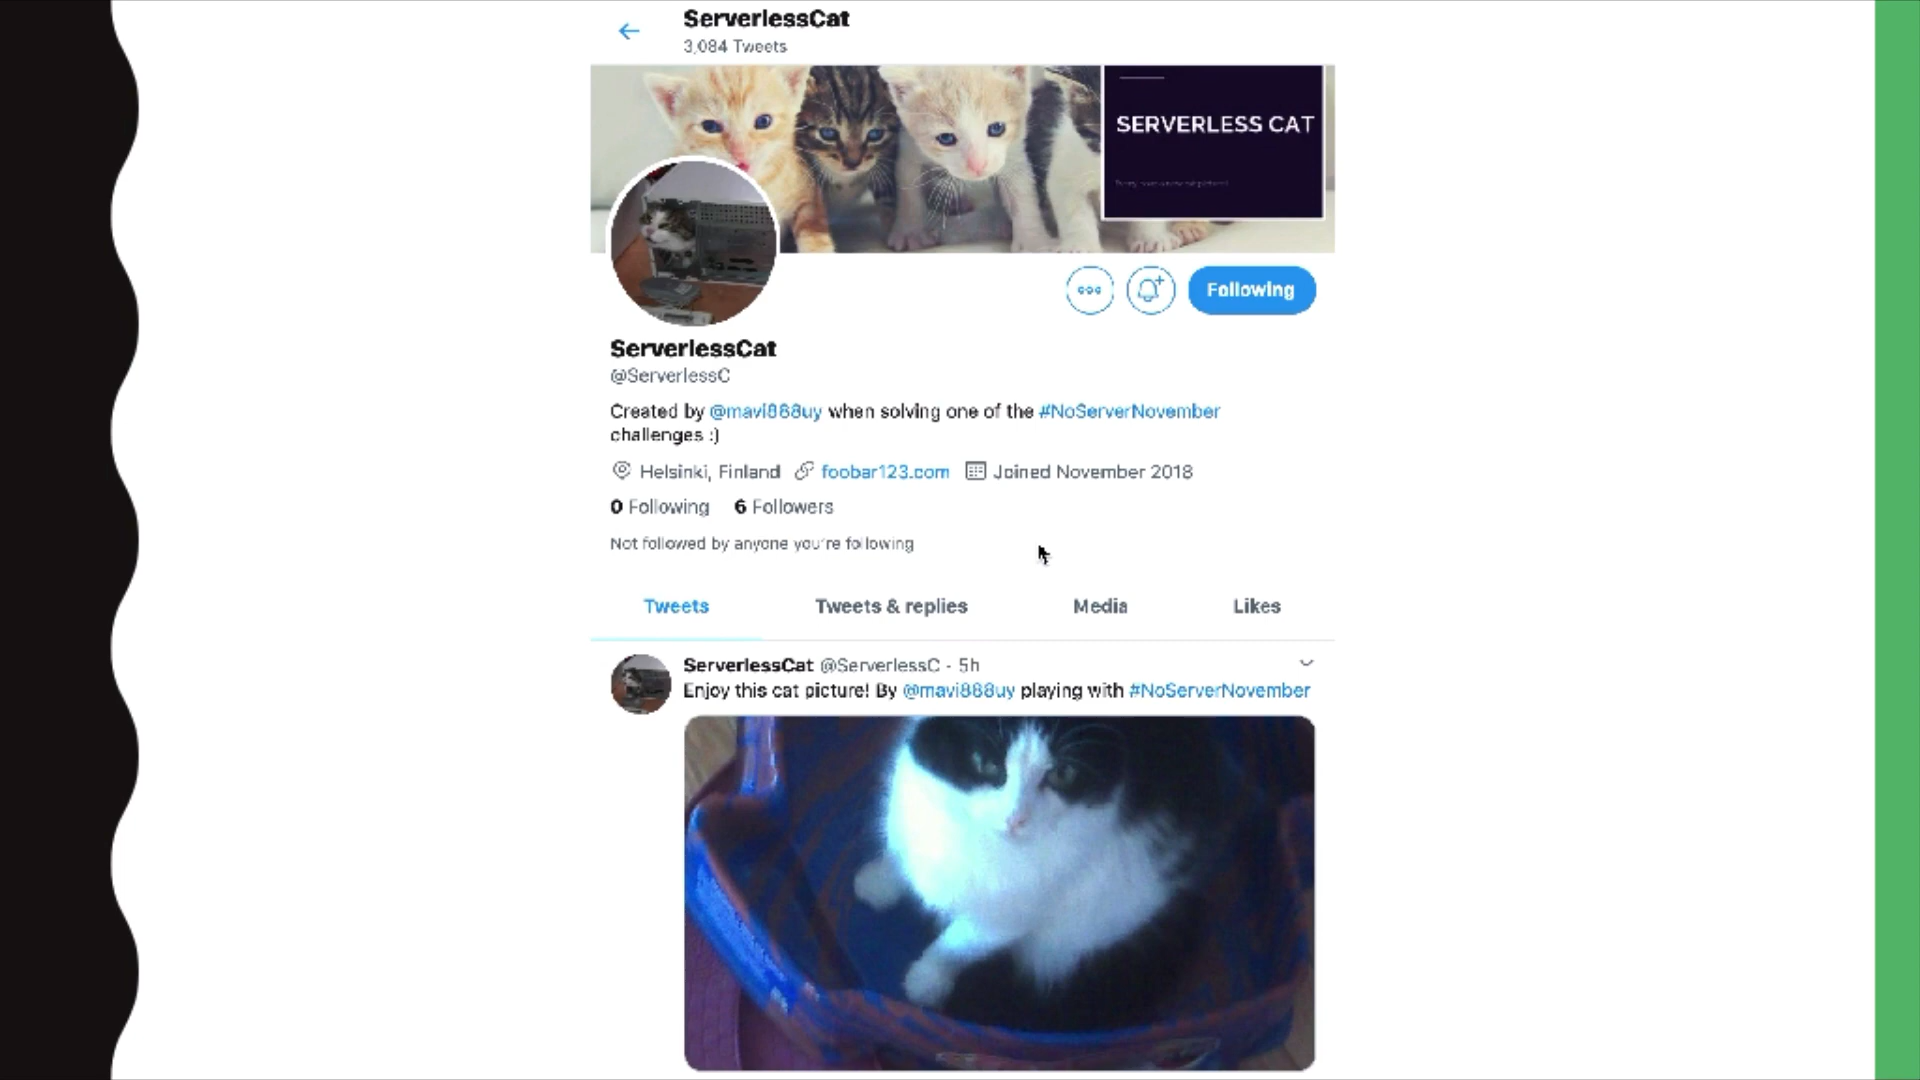 ServerlessCat
3,084 Tweets
SERVERLESS CAT
Following
ServerlessCat
@ServerlessC
Created by @mavi888uy when solving one of the #NoServerNovember
challenges :)
Helsinki, Finland foobar123.com Joined November 2018
0 Following 6 Followers
Not followed by anyone you're following
Tweets Tweets & replies Media Likes
ServerlessCat @ServerlessC · 5h
Enjoy this cat picture! By @mavi888uy playing with #NoServerNovember